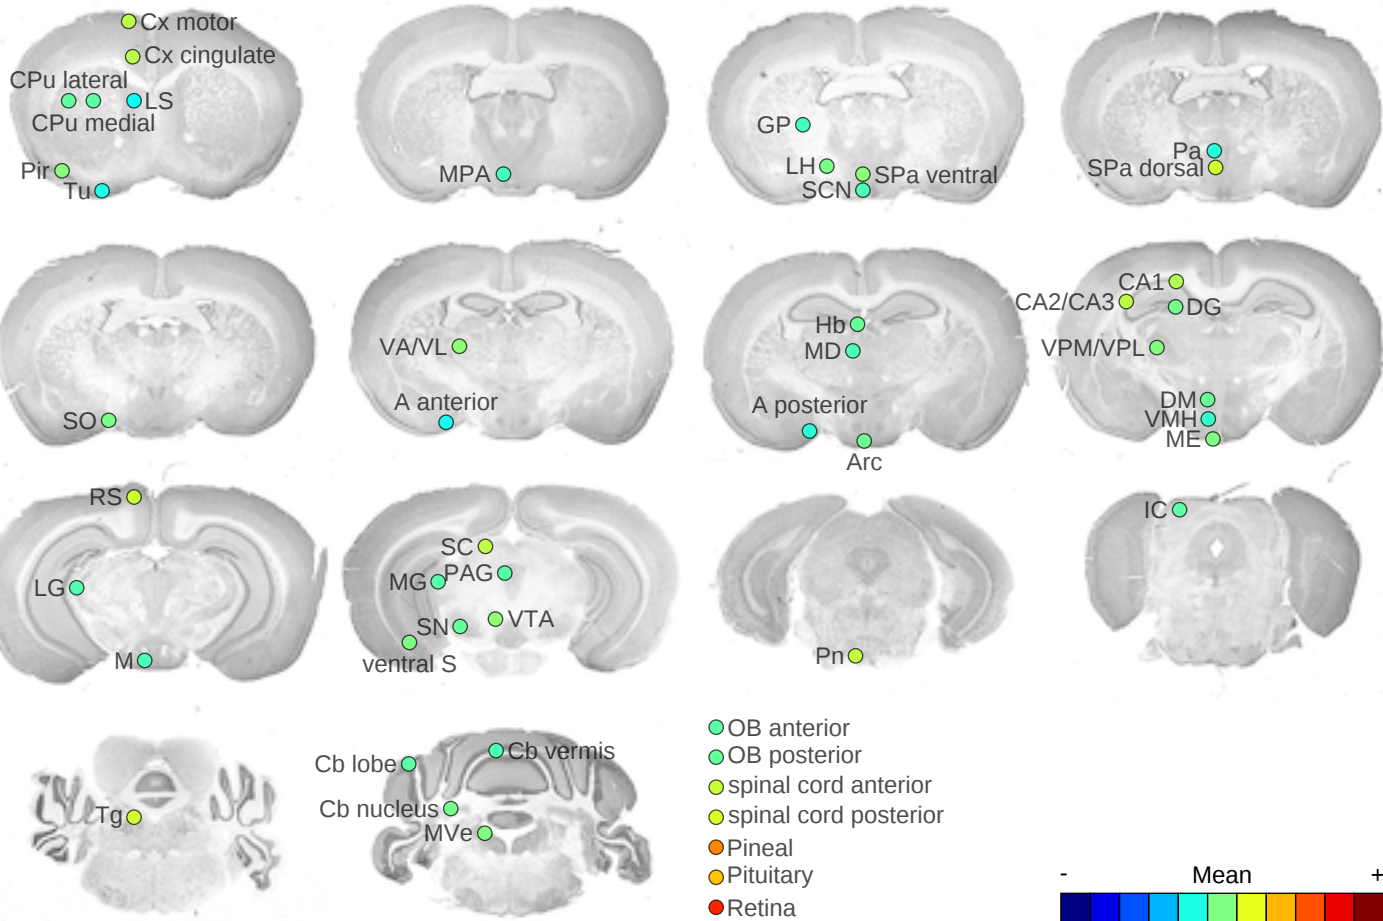 Cx motor
Cx cingulate
CPu lateral
LS
CPu medial
Pir
Tu
MPA
GP
LH
SPa ventral
SCN
Pa
SPa dorsal
SO
VA/VL
A anterior
Hb
MD
A posterior
Arc
CA1
CA2/CA3
DG
VPM/VPL
DM
VMH
ME
RS
LG
M
SC
MG
PAG
SN
VTA
ventral S
Pn
IC
Tg
Cb lobe
Cb vermis
Cb nucleus
MVe
OB anterior
OB posterior
spinal cord anterior
spinal cord posterior
Pineal
Pituitary
Retina
- Mean +